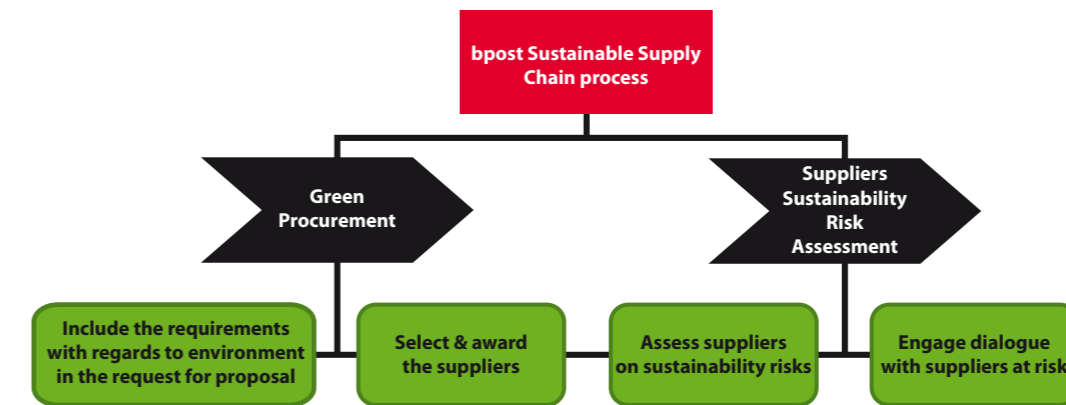 bpost Sustainable Supply
Chain process
Green
Procurement
Suppliers
Sustainability
Risk
Assessment
Include the requirements
with regards to environment
in the request for proposal
Select & award
the suppliers
Assess suppliers
on sustainability risks
Engage dialogue
with suppliers at risk